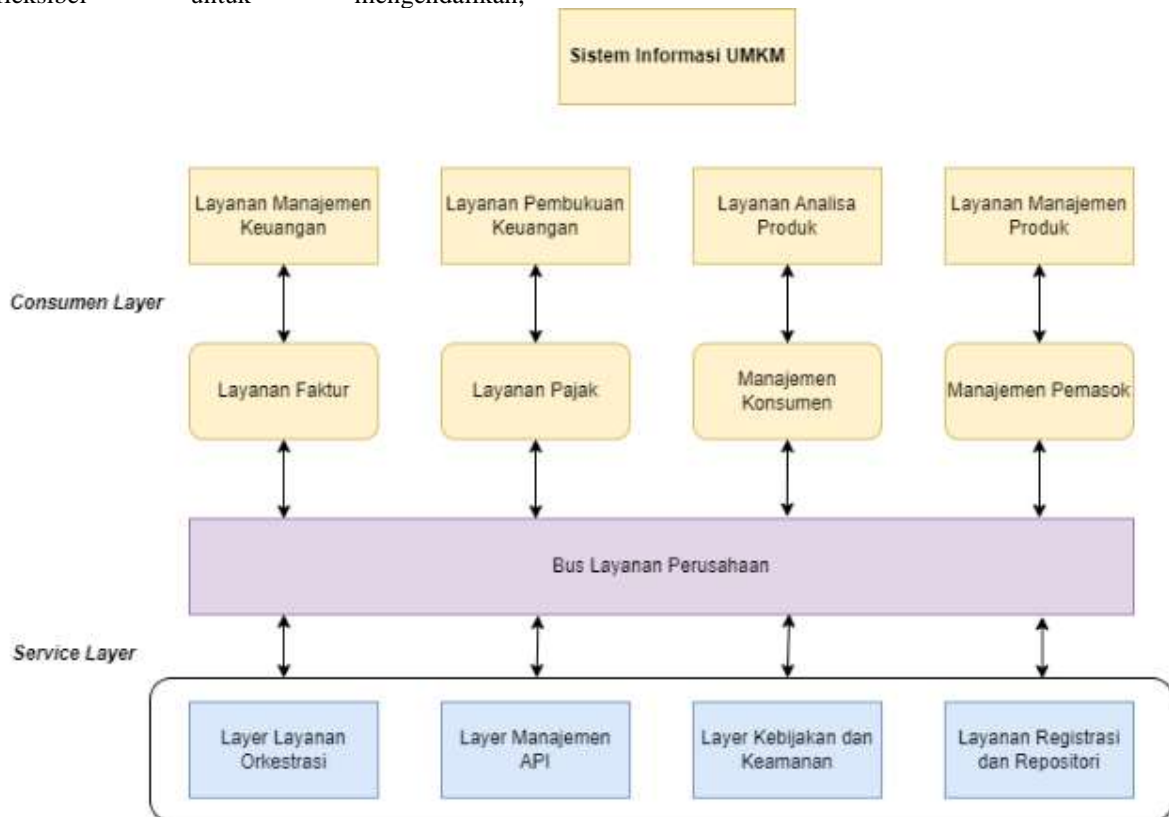 untuk mengendalikan,
Sistem Informasi UMKM
Layanan Manajemen
Keuangan
Layanan Pembukuan
Keuangan
Layanan Analisa
Produk
Layanan Manajemen
Produk
Consumen Layer
Layanan Faktur
Layanan Pajak
Manajemen
Konsumen
Manajemen Pemasok
Bus Layanan Perusahaan
Service Layer
Layer Layanan
Orkestrasi
Layer Manajemen
API
Layer Kebijakan dan
Keamanan
Layanan Registrasi
dan Repositori